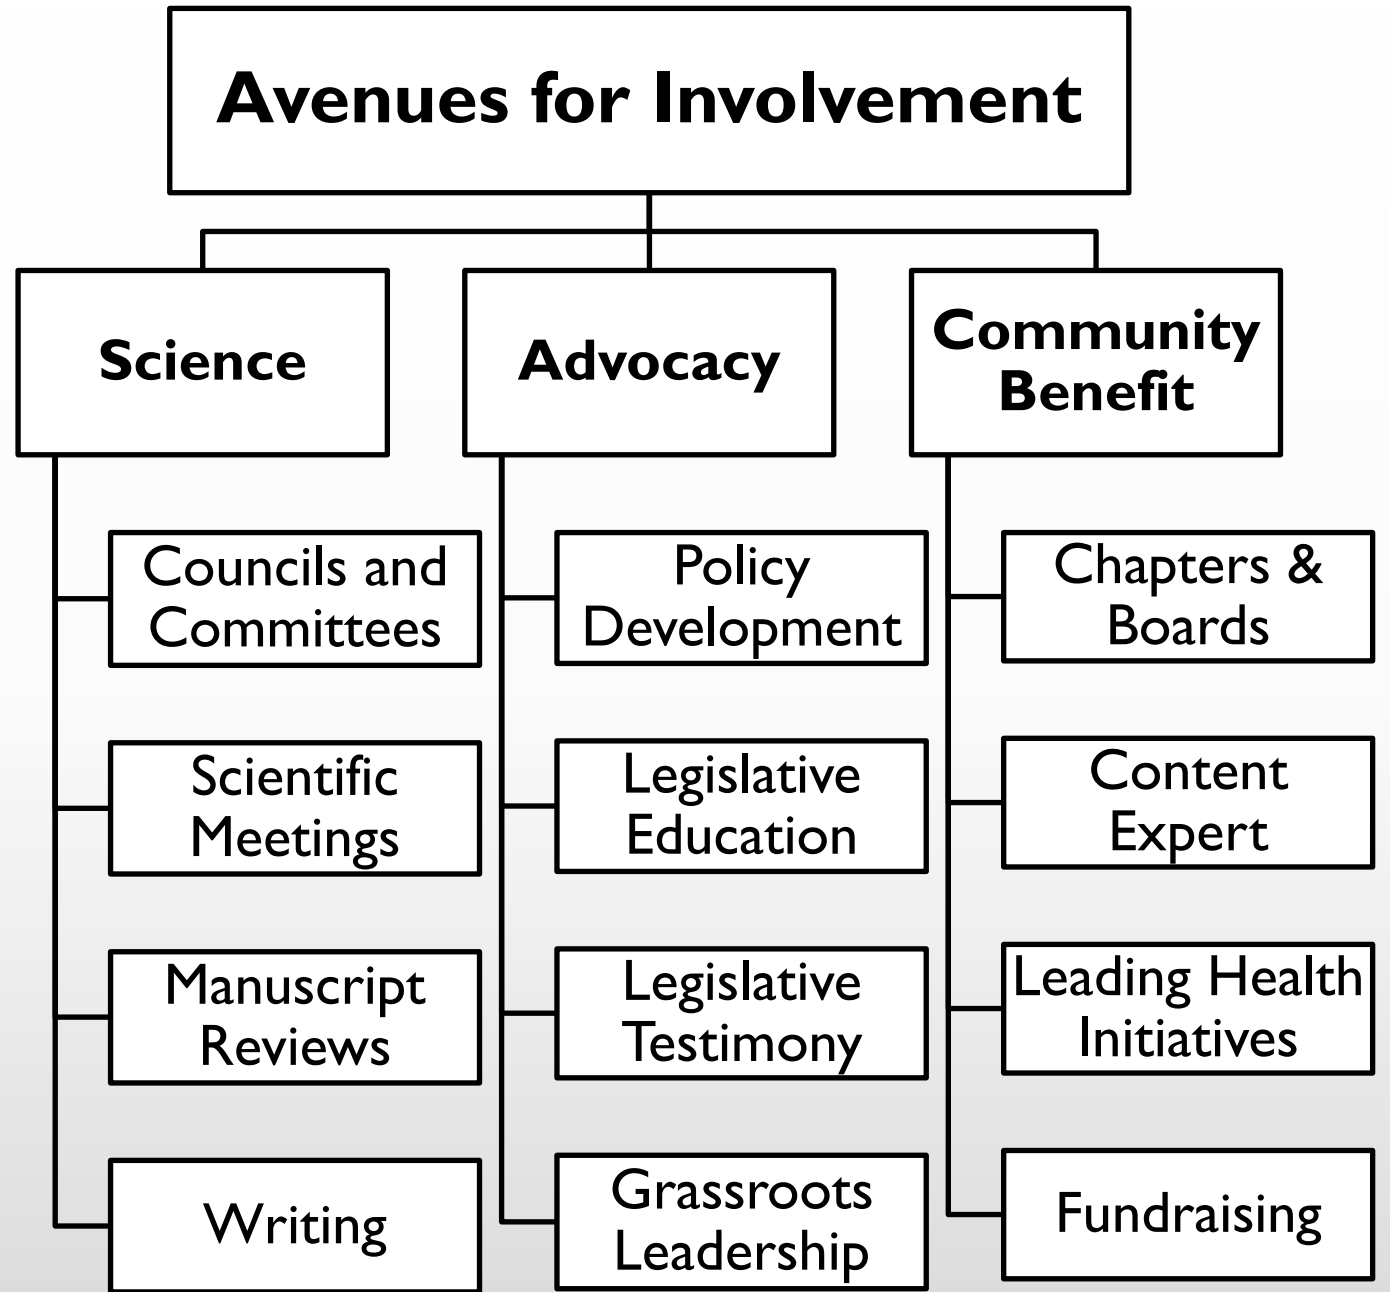 Avenues for Involvement
Science
Councils and
Committees
Scientific
Meetings
Manuscript
Reviews
Writing
Advocacy
Policy
Development
Legislative
Education
Legislative
Testimony
Grassroots
Leadership
Community
Benefit
Chapters &
Boards
Content
Expert
Leading Health
Initiatives
Fundraising